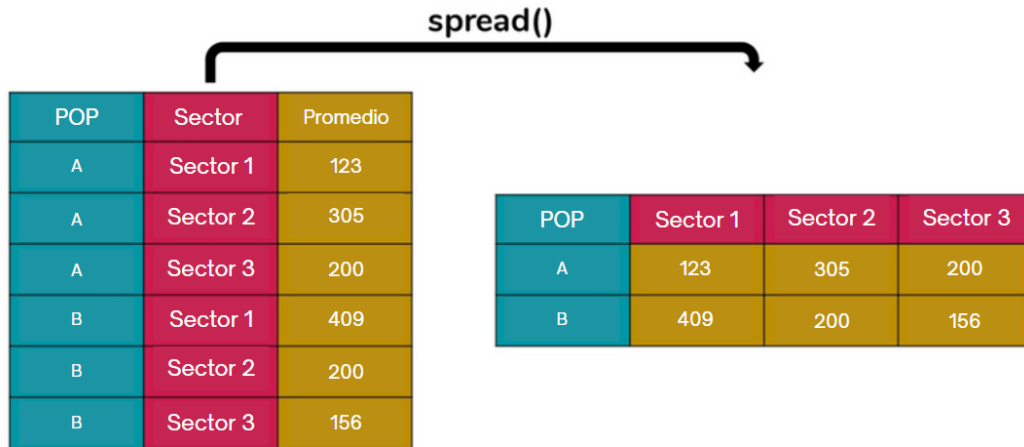 spread()
POP Sector Promedio
A Sector 1 123
A Sector 2 305
A Sector 3 200
B Sector 1 409
B Sector 2 200
B Sector 3 156
POP Sector 1 Sector 2 Sector 3
A 123 305 200
B 409 200 156